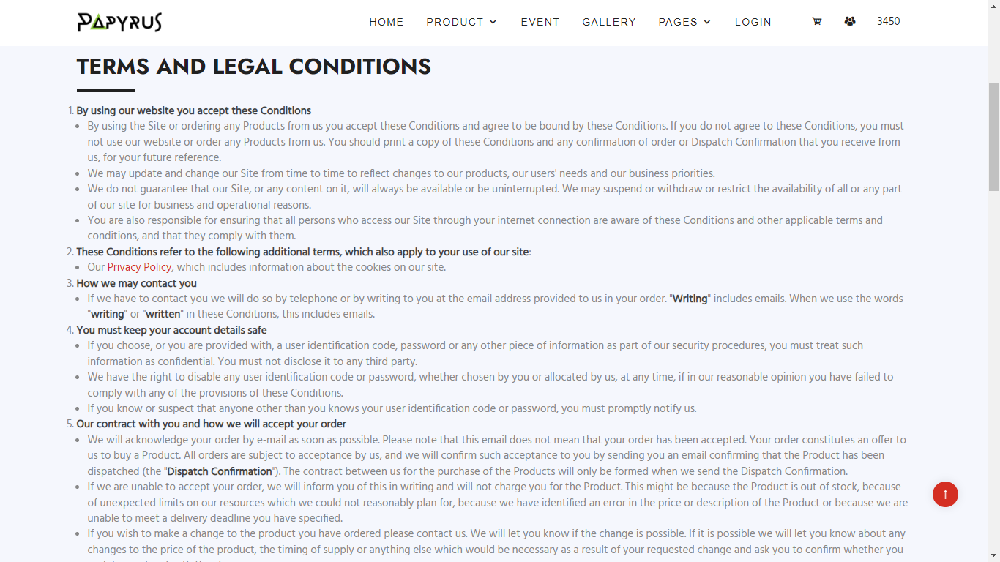 PAPYRUS
HOME PRODUCT EVENT GALLERY PAGES LOGIN 3450
TERMS AND LEGAL CONDITIONS
1. By using our website you accept these Conditions
• By using the Site or ordering any Products from us you accept these Conditions and agree to be bound by these Conditions. If you do not agree to these Conditions, you must
not use our website or order any Products from us. You should print a copy of these Conditions and any confirmation of order or Dispatch Confirmation that you receive from
us, for your future reference.
• We may update and change our Site from time to time to reflect changes to our products, our users' needs and our business priorities.
• We do not guarantee that our Site, or any content on it, will always be available or be uninterrupted. We may suspend or withdraw or restrict the availability of all or any part
of our site for business and operational reasons.
• You are also responsible for ensuring that all persons who access our Site through your internet connection are aware of these Conditions and other applicable terms and
conditions, and that they comply with them.
2. These Conditions refer to the following additional terms, which also apply to your use of our site:
• Our Privacy Policy, which includes information about the cookies on our site.
3. How we may contact you
• If we have to contact you we will do so by telephone or by writing to you at the email address provided to us in your order. "Writing" includes emails. When we use the words
"writing" or "written" in these Conditions, this includes emails.
4. You must keep your account details safe
• If you choose, or you are provided with, a user identification code, password or any other piece of information as part of our security procedures, you must treat such
information as confidential. You must not disclose it to any third party.
• We have the right to disable any user identification code or password, whether chosen by you or allocated by us, at any time, if in our reasonable opinion you have failed to
comply with any of the provisions of these Conditions.
• If you know or suspect that anyone other than you knows your user identification code or password, you must promptly notify us.
5. Our contract with you and how we will accept your order
• We will acknowledge your order by e-mail as soon as possible. Please note that this email does not mean that your order has been accepted. Your order constitutes an offer to
us to buy a Product. All orders are subject to acceptance by us, and we will confirm such acceptance to you by sending you an email confirming that the Product has been
dispatched (the "Dispatch Confirmation"). The contract between us for the purchase of the Products will only be formed when we send the Dispatch Confirmation.
• If we are unable to accept your order, we will inform you of this in writing and will not charge you for the Product. This might be because the Product is out of stock, because
of unexpected limits on our resources which we could not reasonably plan for, because we have identified an error in the price or description of the Product or because we are
unable to meet a delivery deadline you have specified.
• If you wish to make a change to the product you have ordered please contact us. We will let you know if the change is possible. If it is possible we will let you know about any
changes to the price of the product, the timing of supply or anything else which would be necessary as a result of your requested change and ask you to confirm whether you